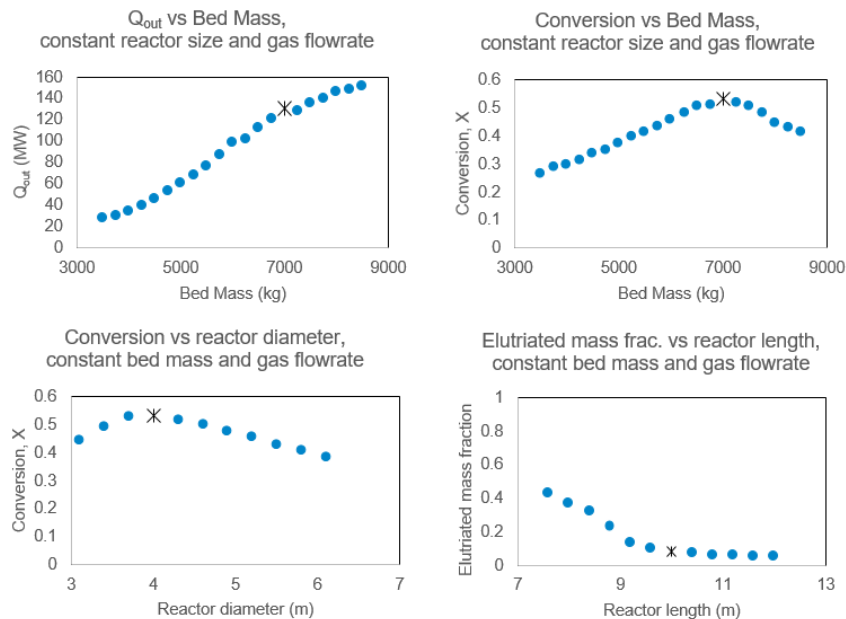 Qout vs Bed Mass,
constant reactor size and gas flowrate
160
140
120
100
80
60
40
20
0
Qout (MW)
3000 5000 7000 9000
Bed Mass (kg)
Conversion vs Bed Mass,
constant reactor size and gas flowrate
0.6
0.5
0.4
0.3
0.2
0.1
0
Conversion, X
3000 5000 7000 9000
Bed Mass (kg)
Conversion vs reactor diameter,
constant bed mass and gas flowrate
0.6
0.5
0.4
0.3
0.2
0.1
0
Conversion, X
3 4 5 6 7
Reactor diameter (m)
Elutriated mass frac. vs reactor length,
constant bed mass and gas flowrate
1
0.8
0.6
0.4
0.2
0
Elutriated mass fraction
7 9 11 13
Reactor length (m)